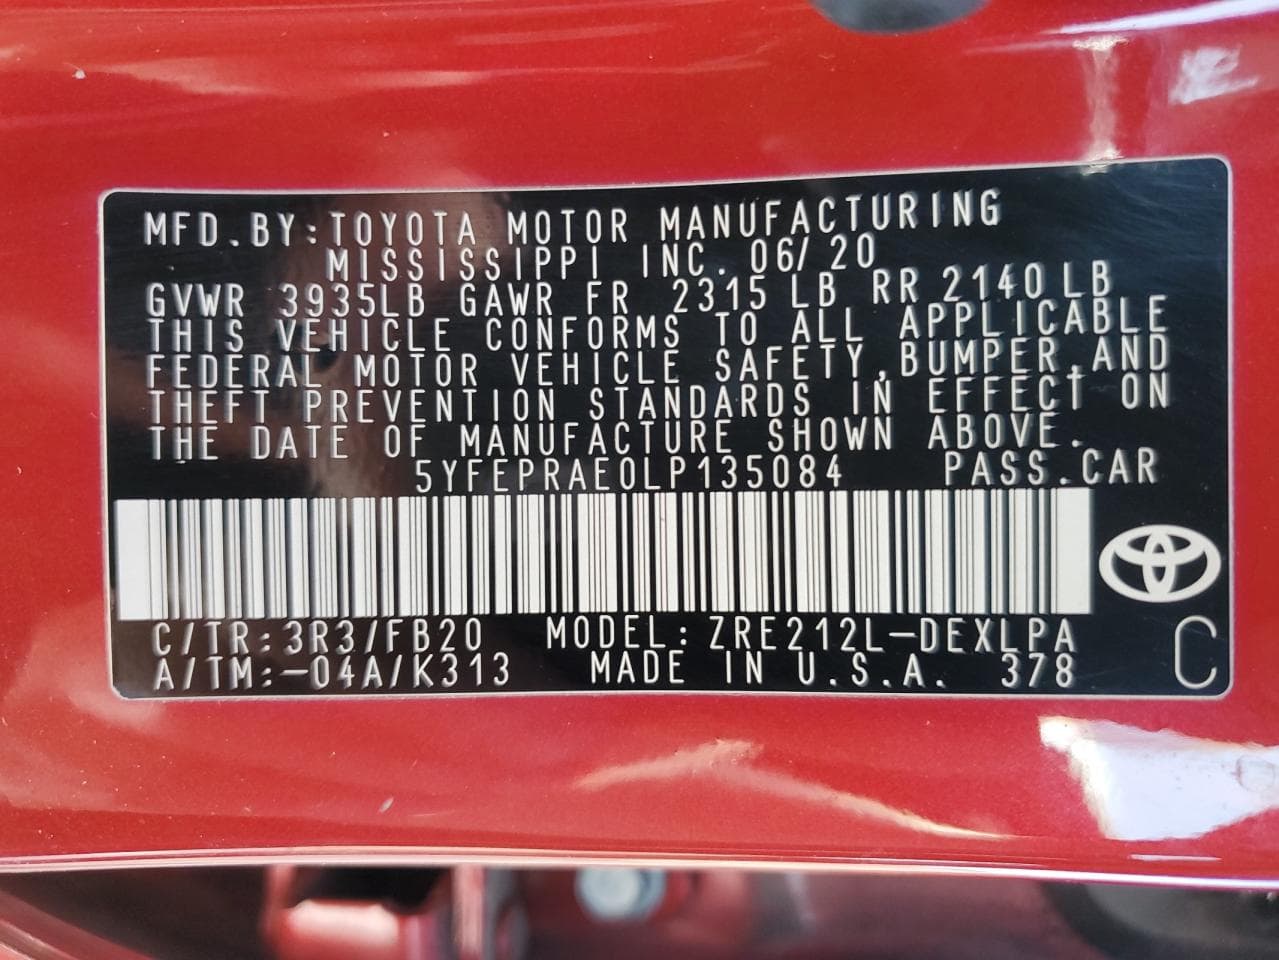 MFD.BY:TOYOTA MOTOR MANUFACTURING
MISSISSIPPI INC. 06/20
GVWR 3935LB GAWR FR 2315 LB RR 2140LB
THIS VEHICLE CONFORMS TO ALL APPLICABLE
FEDERAL MOTOR VEHICLE SAFETY,BUMPER,AND
THEFT PREVENTION STANDARDS IN EFFECT ON
THE DATE OF MANUFACTURE SHOWN ABOVE.
5YFEPRAE0LP135084 PASS.CAR
C/TR:3R3/FB20 MODEL:ZRE212L-DEXLPA
A/TM:-04A/K313 MADE IN U.S.A. 378
C